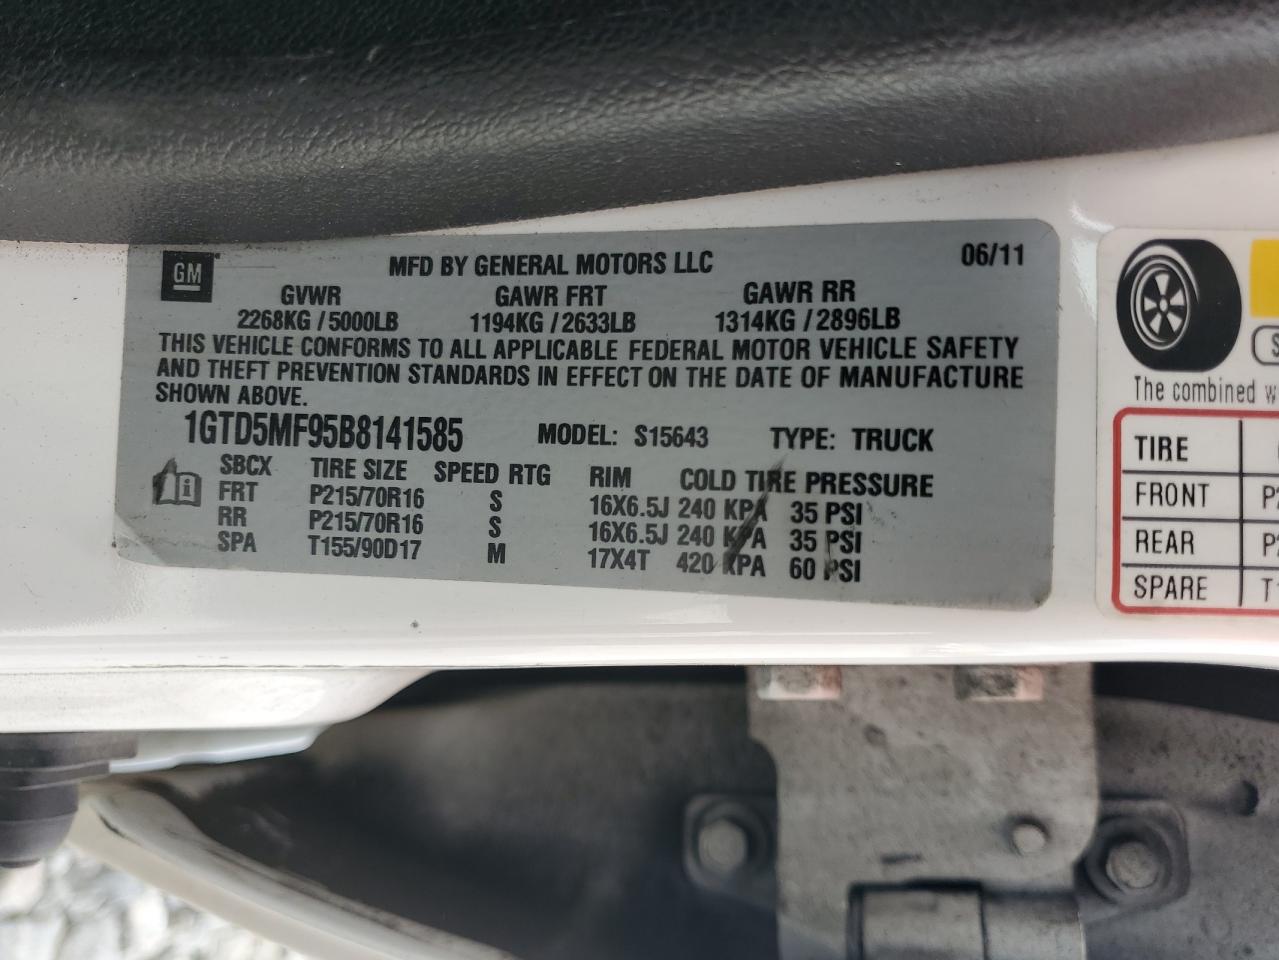 GM
MFD BY GENERAL MOTORS LLC 06/11
GVWR GAWR FRT GAWR RR
2268KG / 5000LB 1194KG / 2633LB 1314KG / 2896LB
THIS VEHICLE CONFORMS TO ALL APPLICABLE FEDERAL MOTOR VEHICLE SAFETY
AND THEFT PREVENTION STANDARDS IN EFFECT ON THE DATE OF MANUFACTURE
SHOWN ABOVE.
1GTD5MF95B8141585 MODEL: S15643 TYPE: TRUCK
SBCX TIRE SIZE SPEED RTG RIM COLD TIRE PRESSURE
FRT P215/70R16 S 16X6.5J 240 KPA 35 PSI
RR P215/70R16 S 16X6.5J 240 KPA 35 PSI
SPA T155/90D17 M 17X4T 420 KPA 60 PSI
The combined
TIRE
FRONT
REAR
SPARE